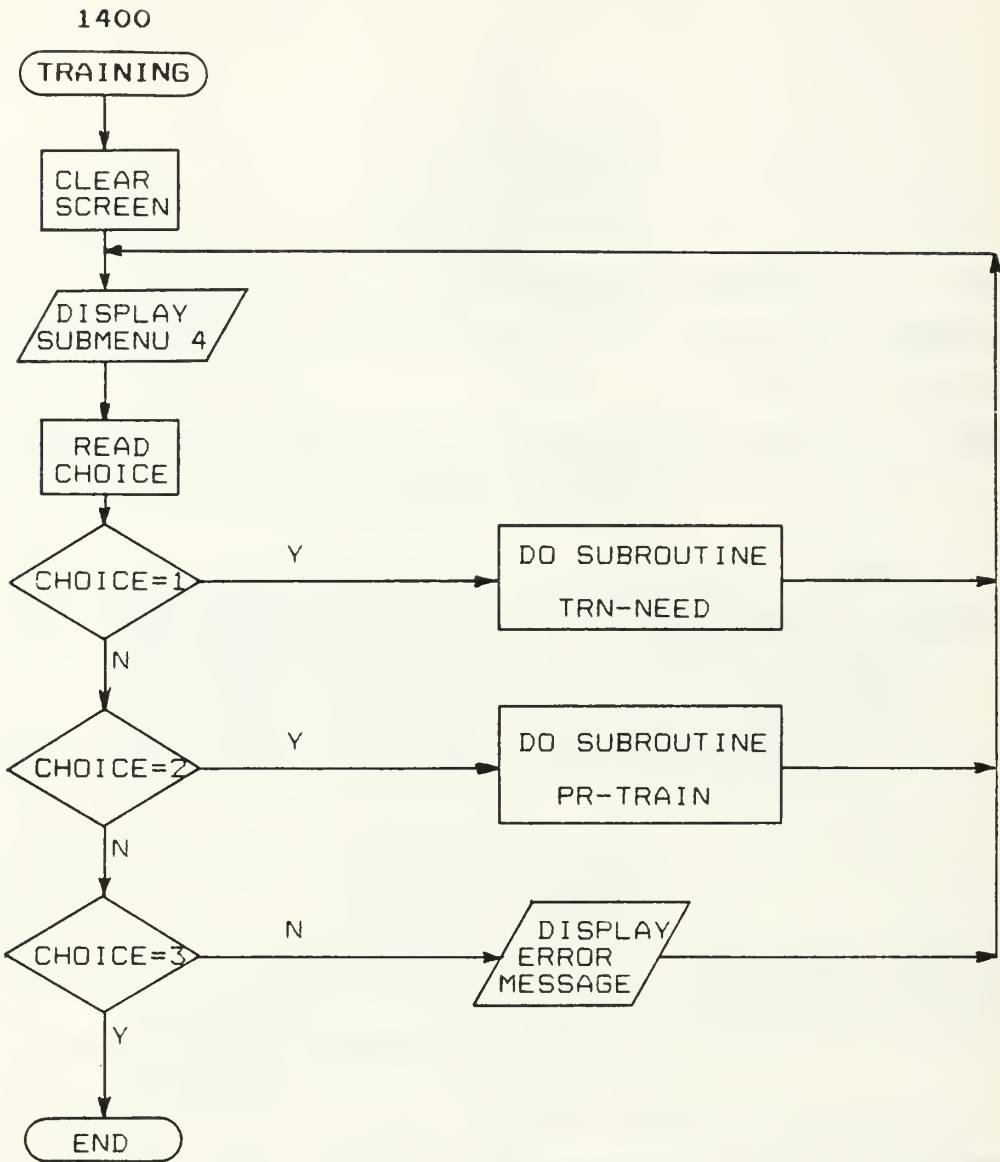 1400
TRAINING
CLEAR
SCREEN
DISPLAY
SUBMENU 4
READ
CHOICE
CHOICE=1
Y
DO SUBROUTINE
TRN-NEED
N
CHOICE=2
Y
DO SUBROUTINE
PR-TRAIN
N
CHOICE=3
N
DISPLAY
ERROR
MESSAGE
Y
END